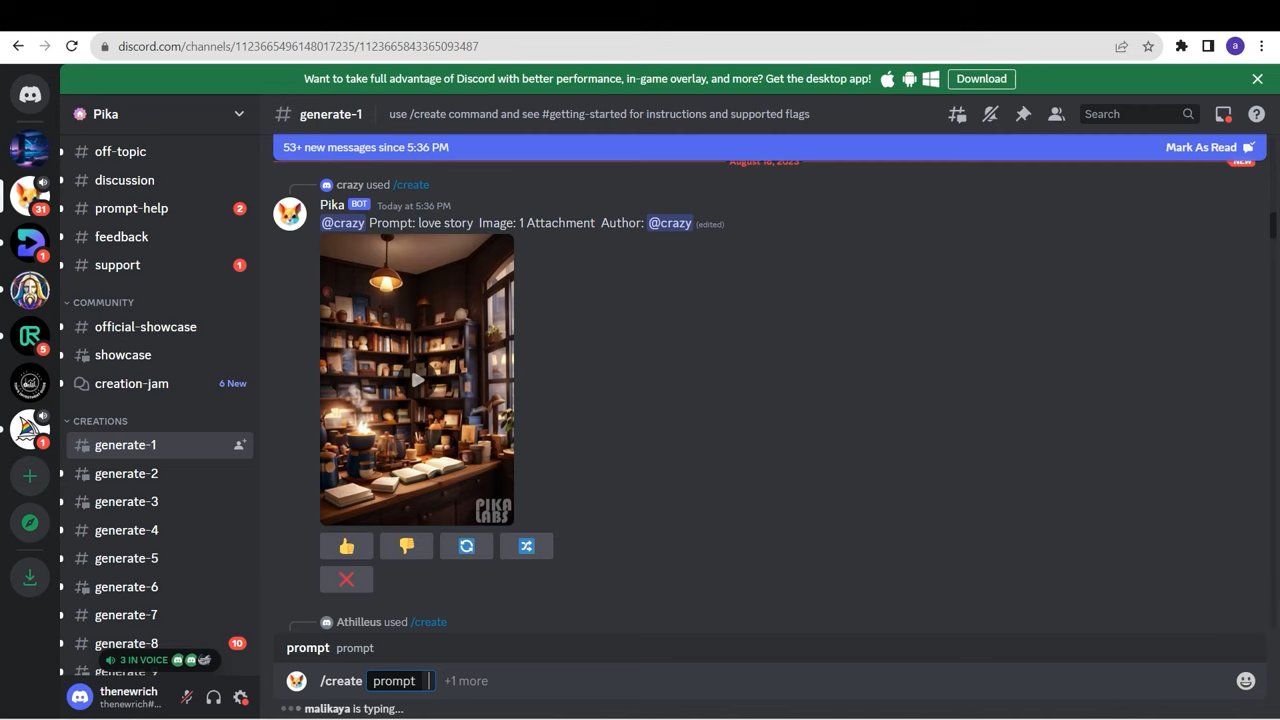 discord.com/channels/1123665496148017235/1123665843365093487
a
Want to take full advantage of Discord with better performance, in-game overlay, and more? Get the desktop app!
Download
Pika
generate-1
use /create command and see #getting-started for instructions and supported flags
Search
off-topic
discussion
prompt-help 2
feedback
support 1
COMMUNITY
official-showcase
showcase
creation-jam 6 New
CREATIONS
generate-1
generate-2
generate-3
generate-4
generate-5
generate-6
generate-7
generate-8 10
3 IN VOICE
thenewrich
thenewrich#...
31
1
5
1
53+ new messages since 5:36 PM
Mark As Read
August 16, 2023
NEW
crazy used /create
Pika BOT Today at 5:36 PM
@crazy Prompt: love story Image: 1 Attachment Author: @crazy (edited)
PIKA
LABS
Athilleus used /create
prompt prompt
/create prompt +1 more
malikaya is typing...